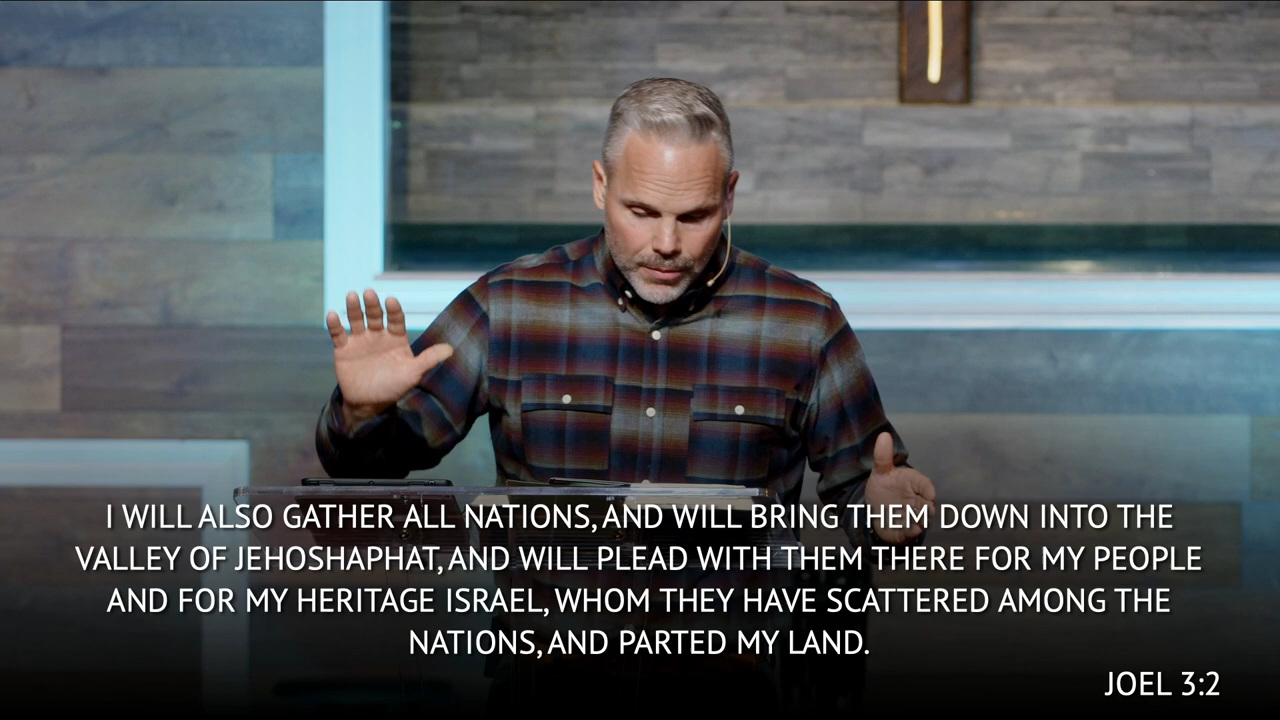 I WILL ALSO GATHER ALL NATIONS, AND WILL BRING THEM DOWN INTO THE
VALLEY OF JEHOSHAPHAT, AND WILL PLEAD WITH THEM THERE FOR MY PEOPLE
AND FOR MY HERITAGE ISRAEL, WHOM THEY HAVE SCATTERED AMONG THE
NATIONS, AND PARTED MY LAND.
JOEL 3:2